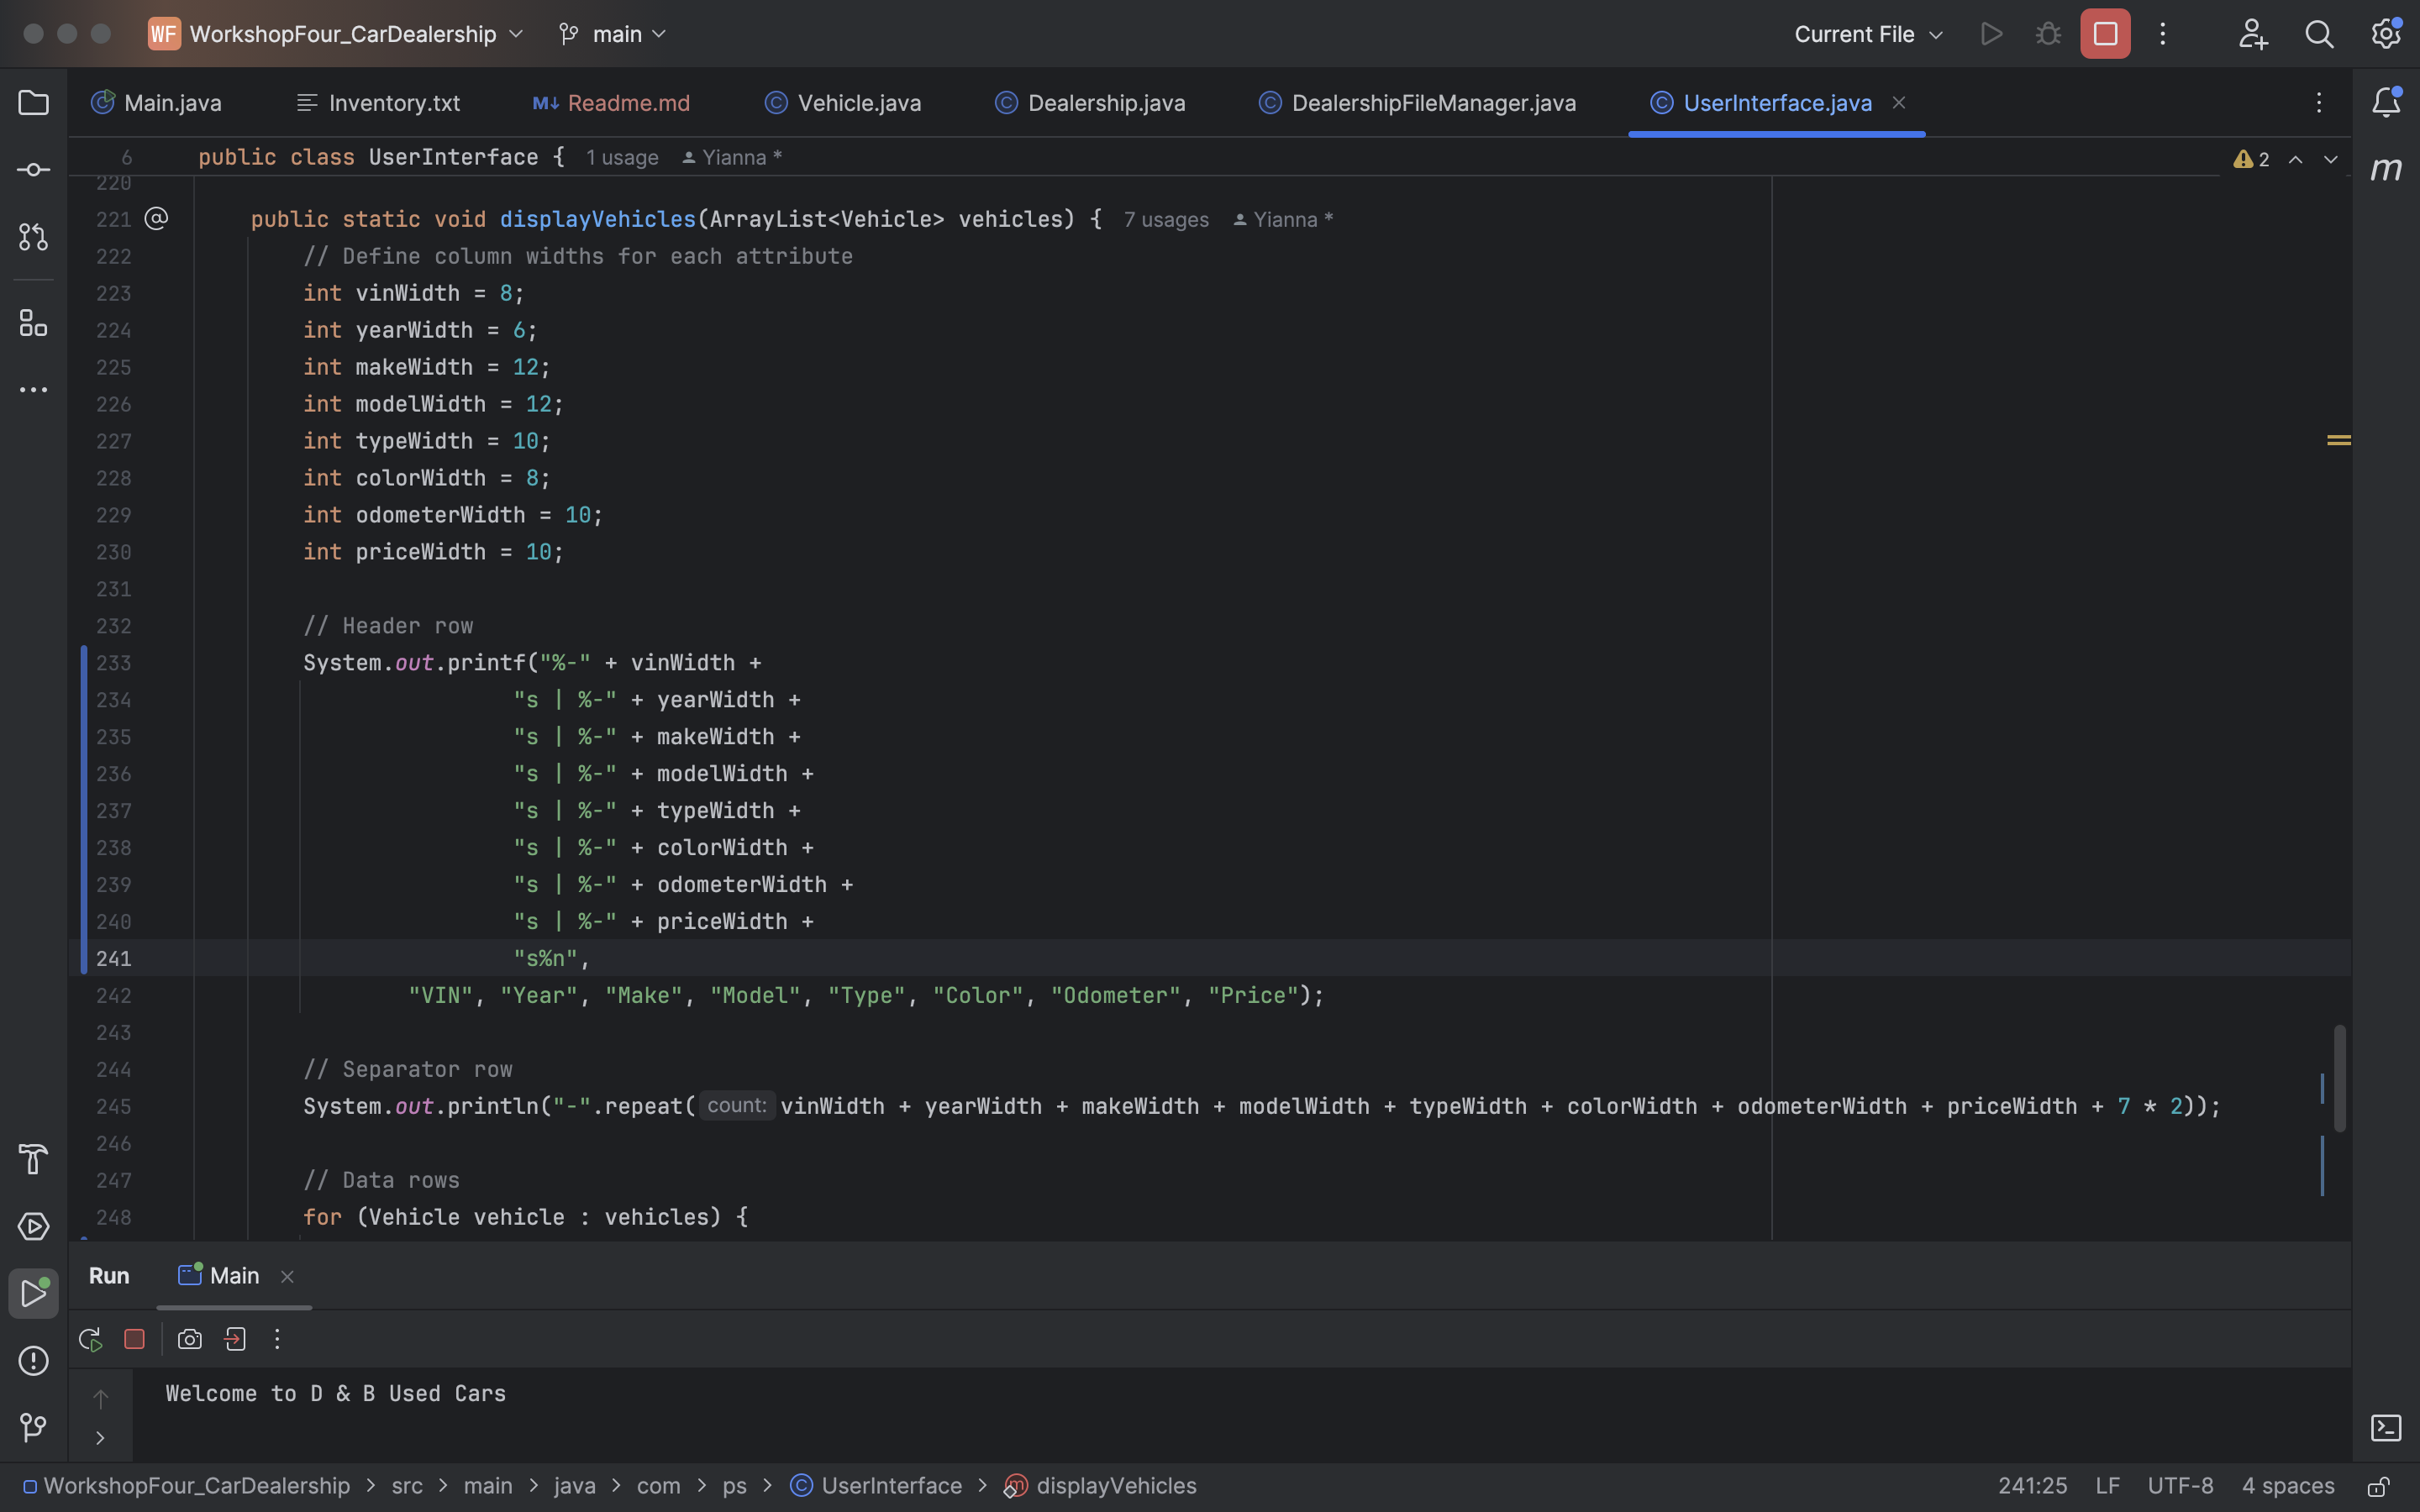 WF WorkshopFour_CarDealership main Current File
Main.java Inventory.txt M↓ Readme.md Vehicle.java Dealership.java DealershipFileManager.java UserInterface.java
6 public class UserInterface { 1 usage Yianna * 2
220
221 @ public static void displayVehicles(ArrayList<Vehicle> vehicles) { 7 usages Yianna *
222 // Define column widths for each attribute
223 int vinWidth = 8;
224 int yearWidth = 6;
225 int makeWidth = 12;
226 int modelWidth = 12;
227 int typeWidth = 10;
228 int colorWidth = 8;
229 int odometerWidth = 10;
230 int priceWidth = 10;
231
232 // Header row
233 System.out.printf("%-" + vinWidth +
234 "s | %-" + yearWidth +
235 "s | %-" + makeWidth +
236 "s | %-" + modelWidth +
237 "s | %-" + typeWidth +
238 "s | %-" + colorWidth +
239 "s | %-" + odometerWidth +
240 "s | %-" + priceWidth +
241 "s%n",
242 "VIN", "Year", "Make", "Model", "Type", "Color", "Odometer", "Price");
243
244 // Separator row
245 System.out.println("-".repeat( count: vinWidth + yearWidth + makeWidth + modelWidth + typeWidth + colorWidth + odometerWidth + priceWidth + 7 * 2));
246
247 // Data rows
248 for (Vehicle vehicle : vehicles) {
Run Main
Welcome to D & B Used Cars
WorkshopFour_CarDealership > src > main > java > com > ps > UserInterface > displayVehicles 241:25 LF UTF-8 4 spaces